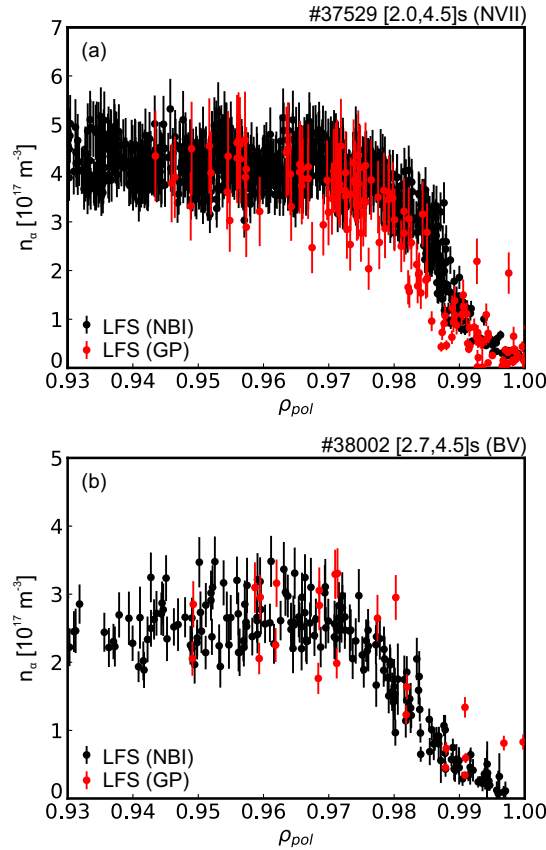 #37529 [2.0,4.5]s (NVII)
7
6
5
4
3
2
1
0
n_α [10^17 m^-3]
(a)
LFS (NBI)
LFS (GP)
0.93 0.94 0.95 0.96 0.97 0.98 0.99 1.00
ρ_pol
#38002 [2.7,4.5]s (BV)
5
4
3
2
1
0
n_α [10^17 m^-3]
(b)
LFS (NBI)
LFS (GP)
0.93 0.94 0.95 0.96 0.97 0.98 0.99 1.00
ρ_pol